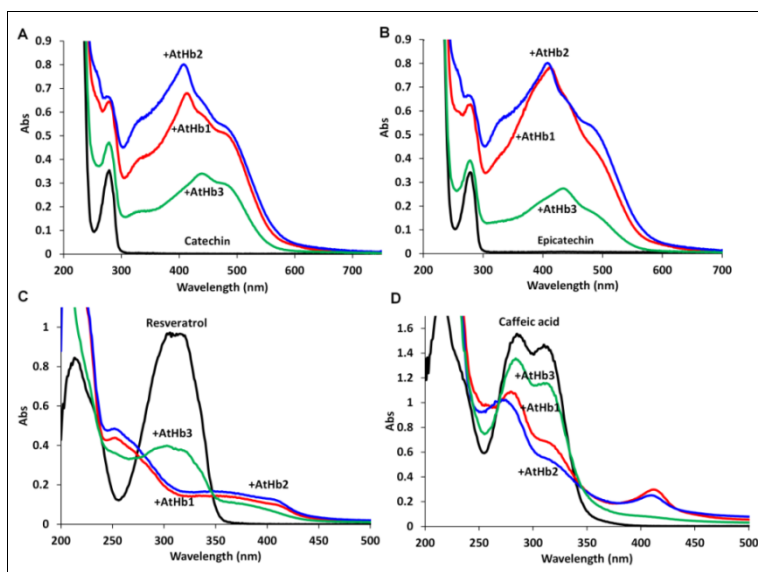 A
0.9
0.8
0.7
0.6
0.5
0.4
0.3
0.2
0.1
0
Abs
+AtHb2
+AtHb1
+AtHb3
Catechin
200 300 400 500 600 700
Wavelength (nm)
B
0.9
0.8
0.7
0.6
0.5
0.4
0.3
0.2
0.1
0
Abs
+AtHb2
+AtHb1
+AtHb3
Epicatechin
200 300 400 500 600 700
Wavelength (nm)
C
1
0.8
0.6
0.4
0.2
0
Abs
Resveratrol
+AtHb3
+AtHb2
+AtHb1
200 250 300 350 400 450 500
Wavelength (nm)
D
1.6
1.4
1.2
1.0
0.8
0.6
0.4
0.2
0
Abs
Caffeic acid
+AtHb3
+AtHb1
+AtHb2
200 250 300 350 400 450 500
Wavelength (nm)